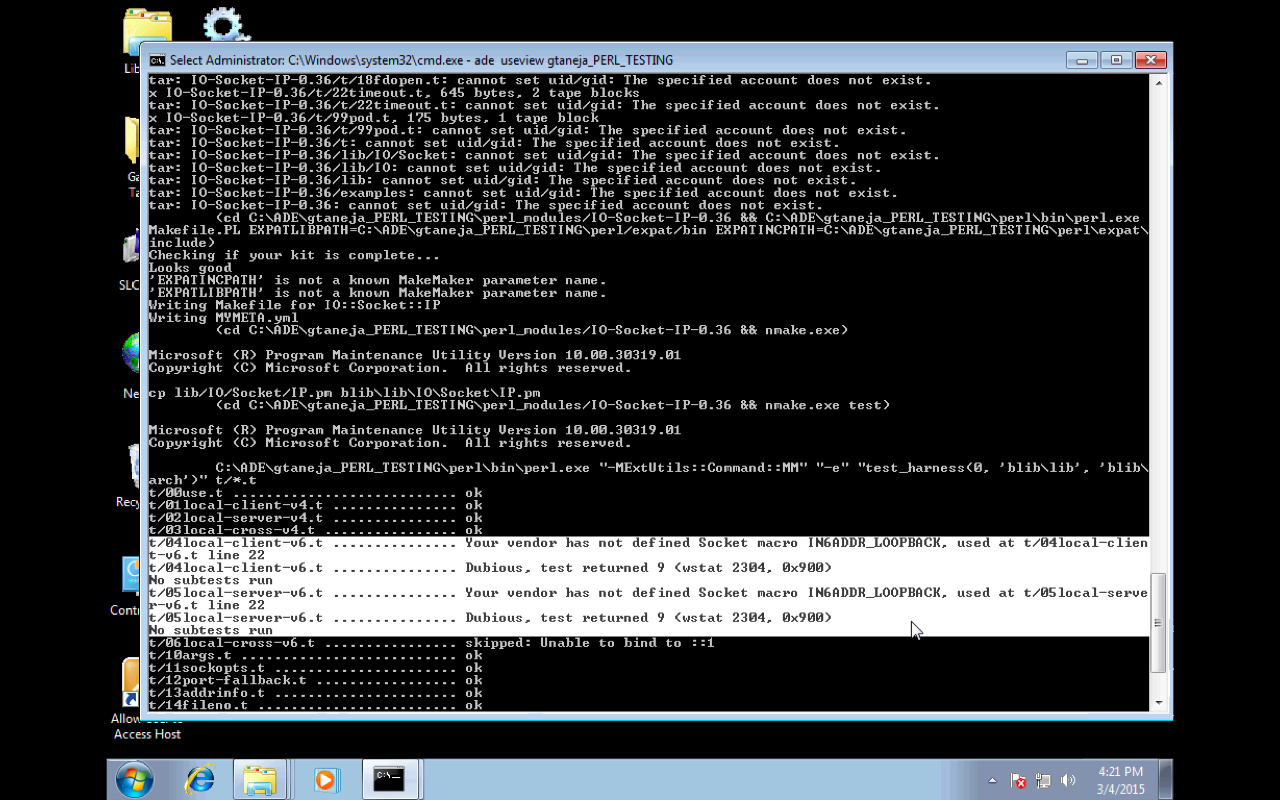 Select Administrator: C:\Windows\system32\cmd.exe - ade useview gtaneja_PERL_TESTING
tar: IO-Socket-IP-0.36/t/18fdopen.t: cannot set uid/gid: The specified account does not exist.
x IO-Socket-IP-0.36/t/22timeout.t, 645 bytes, 2 tape blocks
tar: IO-Socket-IP-0.36/t/22timeout.t: cannot set uid/gid: The specified account does not exist.
x IO-Socket-IP-0.36/t/99pod.t, 175 bytes, 1 tape block
tar: IO-Socket-IP-0.36/t/99pod.t: cannot set uid/gid: The specified account does not exist.
tar: IO-Socket-IP-0.36/t: cannot set uid/gid: The specified account does not exist.
tar: IO-Socket-IP-0.36/lib/IO/Socket: cannot set uid/gid: The specified account does not exist.
tar: IO-Socket-IP-0.36/lib/IO: cannot set uid/gid: The specified account does not exist.
tar: IO-Socket-IP-0.36/lib: cannot set uid/gid: The specified account does not exist.
tar: IO-Socket-IP-0.36/examples: cannot set uid/gid: The specified account does not exist.
tar: IO-Socket-IP-0.36: cannot set uid/gid: The specified account does not exist.
(cd C:\ADE\gtaneja_PERL_TESTING\perl_modules/IO-Socket-IP-0.36 && C:\ADE\gtaneja_PERL_TESTING\perl\bin\perl.exe
Makefile.PL EXPATLIBPATH=C:\ADE\gtaneja_PERL_TESTING\perl/expat/bin EXPATINCPATH=C:\ADE\gtaneja_PERL_TESTING\perl\expat\
include)
Checking if your kit is complete...
Looks good
'EXPATINCPATH' is not a known MakeMaker parameter name.
'EXPATLIBPATH' is not a known MakeMaker parameter name.
Writing Makefile for IO::Socket::IP
Writing MYMETA.yml
(cd C:\ADE\gtaneja_PERL_TESTING\perl_modules/IO-Socket-IP-0.36 && nmake.exe)
Microsoft (R) Program Maintenance Utility Version 10.00.30319.01
Copyright (C) Microsoft Corporation.  All rights reserved.
cp lib/IO/Socket/IP.pm blib\lib\IO\Socket\IP.pm
(cd C:\ADE\gtaneja_PERL_TESTING\perl_modules/IO-Socket-IP-0.36 && nmake.exe test)
Microsoft (R) Program Maintenance Utility Version 10.00.30319.01
Copyright (C) Microsoft Corporation.  All rights reserved.
C:\ADE\gtaneja_PERL_TESTING\perl\bin\perl.exe "-MExtUtils::Command::MM" "-e" "test_harness(0, 'blib\lib', 'blib\
arch')" t/*.t
t/00use.t ........................... ok
t/01local-client-v4.t ............... ok
t/02local-server-v4.t ............... ok
t/03local-cross-v4.t ................ ok
t/04local-client-v6.t ............... Your vendor has not defined Socket macro IN6ADDR_LOOPBACK, used at t/04local-clien
t-v6.t line 22
t/04local-client-v6.t ............... Dubious, test returned 9 (wstat 2304, 0x900)
No subtests run
t/05local-server-v6.t ............... Your vendor has not defined Socket macro IN6ADDR_LOOPBACK, used at t/05local-serve
r-v6.t line 22
t/05local-server-v6.t ............... Dubious, test returned 9 (wstat 2304, 0x900)
No subtests run
t/06local-cross-v6.t ................ skipped: Unable to bind to ::1
t/10args.t .......................... ok
t/11sockopts.t ...................... ok
t/12port-fallback.t ................. ok
t/13addrinfo.t ...................... ok
t/14fileno.t ........................ ok
Lib
Ga
Ta
SLC
Ne
Recy
Contr
Access Host
4:21 PM
3/4/2015